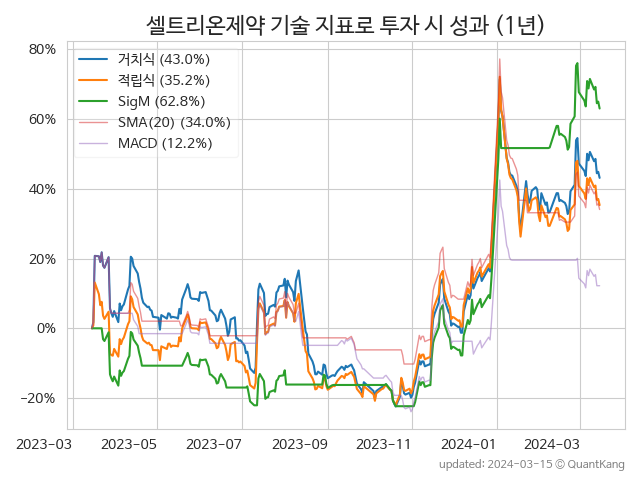 셀트리온제약 기술 지표로 투자 시 성과 (1년)
80%
60%
40%
20%
0%
−20%
거치식 (43.0%)
적립식 (35.2%)
SigM (62.8%)
SMA(20) (34.0%)
MACD (12.2%)
2023-03 2023-05 2023-07 2023-09 2023-11 2024-01 2024-03
updated: 2024-03-15 © QuantKang